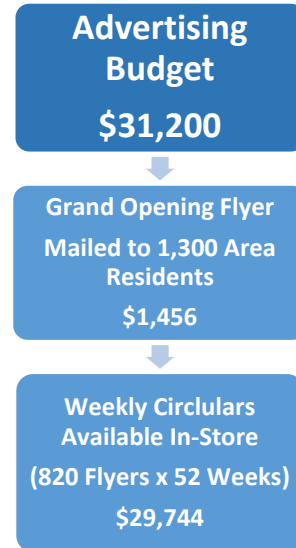 Advertising
Budget
$31,200
Grand Opening Flyer
Mailed to 1,300 Area
Residents
$1,456
Weekly Circlulars
Available In-Store
(820 Flyers x 52 Weeks)
$29,744